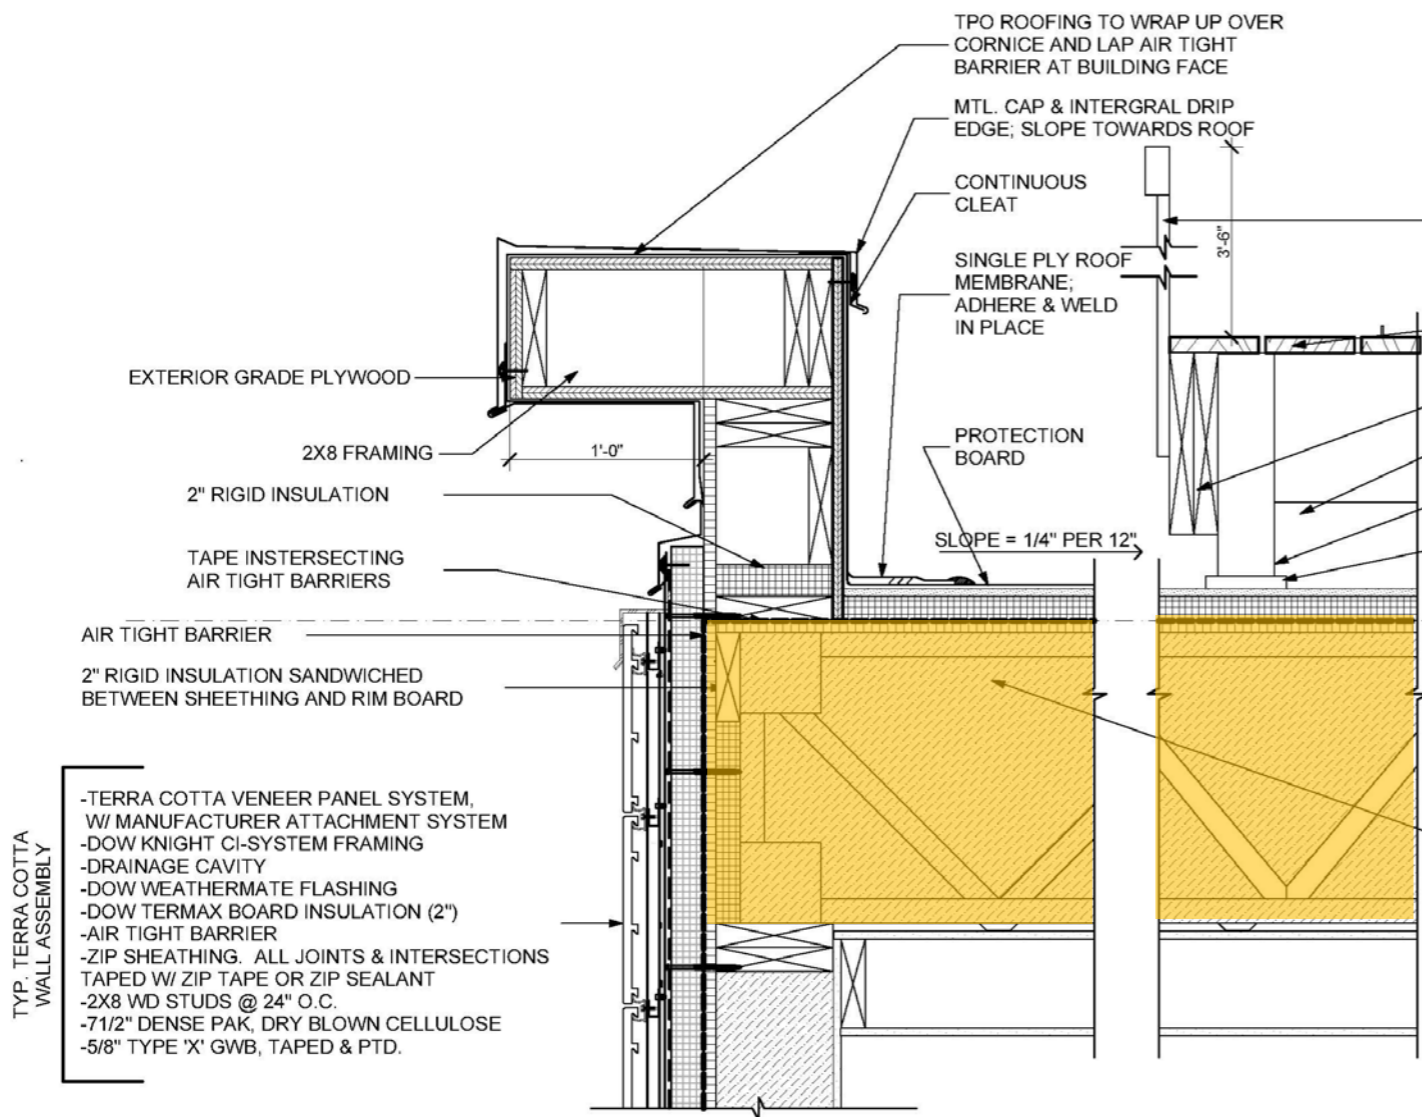 TPO ROOFING TO WRAP UP OVER
CORNICE AND LAP AIR TIGHT
BARRIER AT BUILDING FACE
MTL. CAP & INTERGRAL DRIP
EDGE; SLOPE TOWARDS ROOF
CONTINUOUS
CLEAT
3'-6"
SINGLE PLY ROOF
MEMBRANE;
ADHERE & WELD
IN PLACE
EXTERIOR GRADE PLYWOOD
2X8 FRAMING
1'-0"
PROTECTION
BOARD
2" RIGID INSULATION
SLOPE = 1/4" PER 12"
TAPE INSTERSECTING
AIR TIGHT BARRIERS
AIR TIGHT BARRIER
2" RIGID INSULATION SANDWICHED
BETWEEN SHEETHING AND RIM BOARD
TYP. TERRA COTTA
WALL ASSEMBLY
-TERRA COTTA VENEER PANEL SYSTEM,
W/ MANUFACTURER ATTACHMENT SYSTEM
-DOW KNIGHT CI-SYSTEM FRAMING
-DRAINAGE CAVITY
-DOW WEATHERMATE FLASHING
-DOW TERMAX BOARD INSULATION (2")
-AIR TIGHT BARRIER
-ZIP SHEATHING. ALL JOINTS & INTERSECTIONS
TAPED W/ ZIP TAPE OR ZIP SEALANT
-2X8 WD STUDS @ 24" O.C.
-71/2" DENSE PAK, DRY BLOWN CELLULOSE
-5/8" TYPE 'X' GWB, TAPED & PTD.